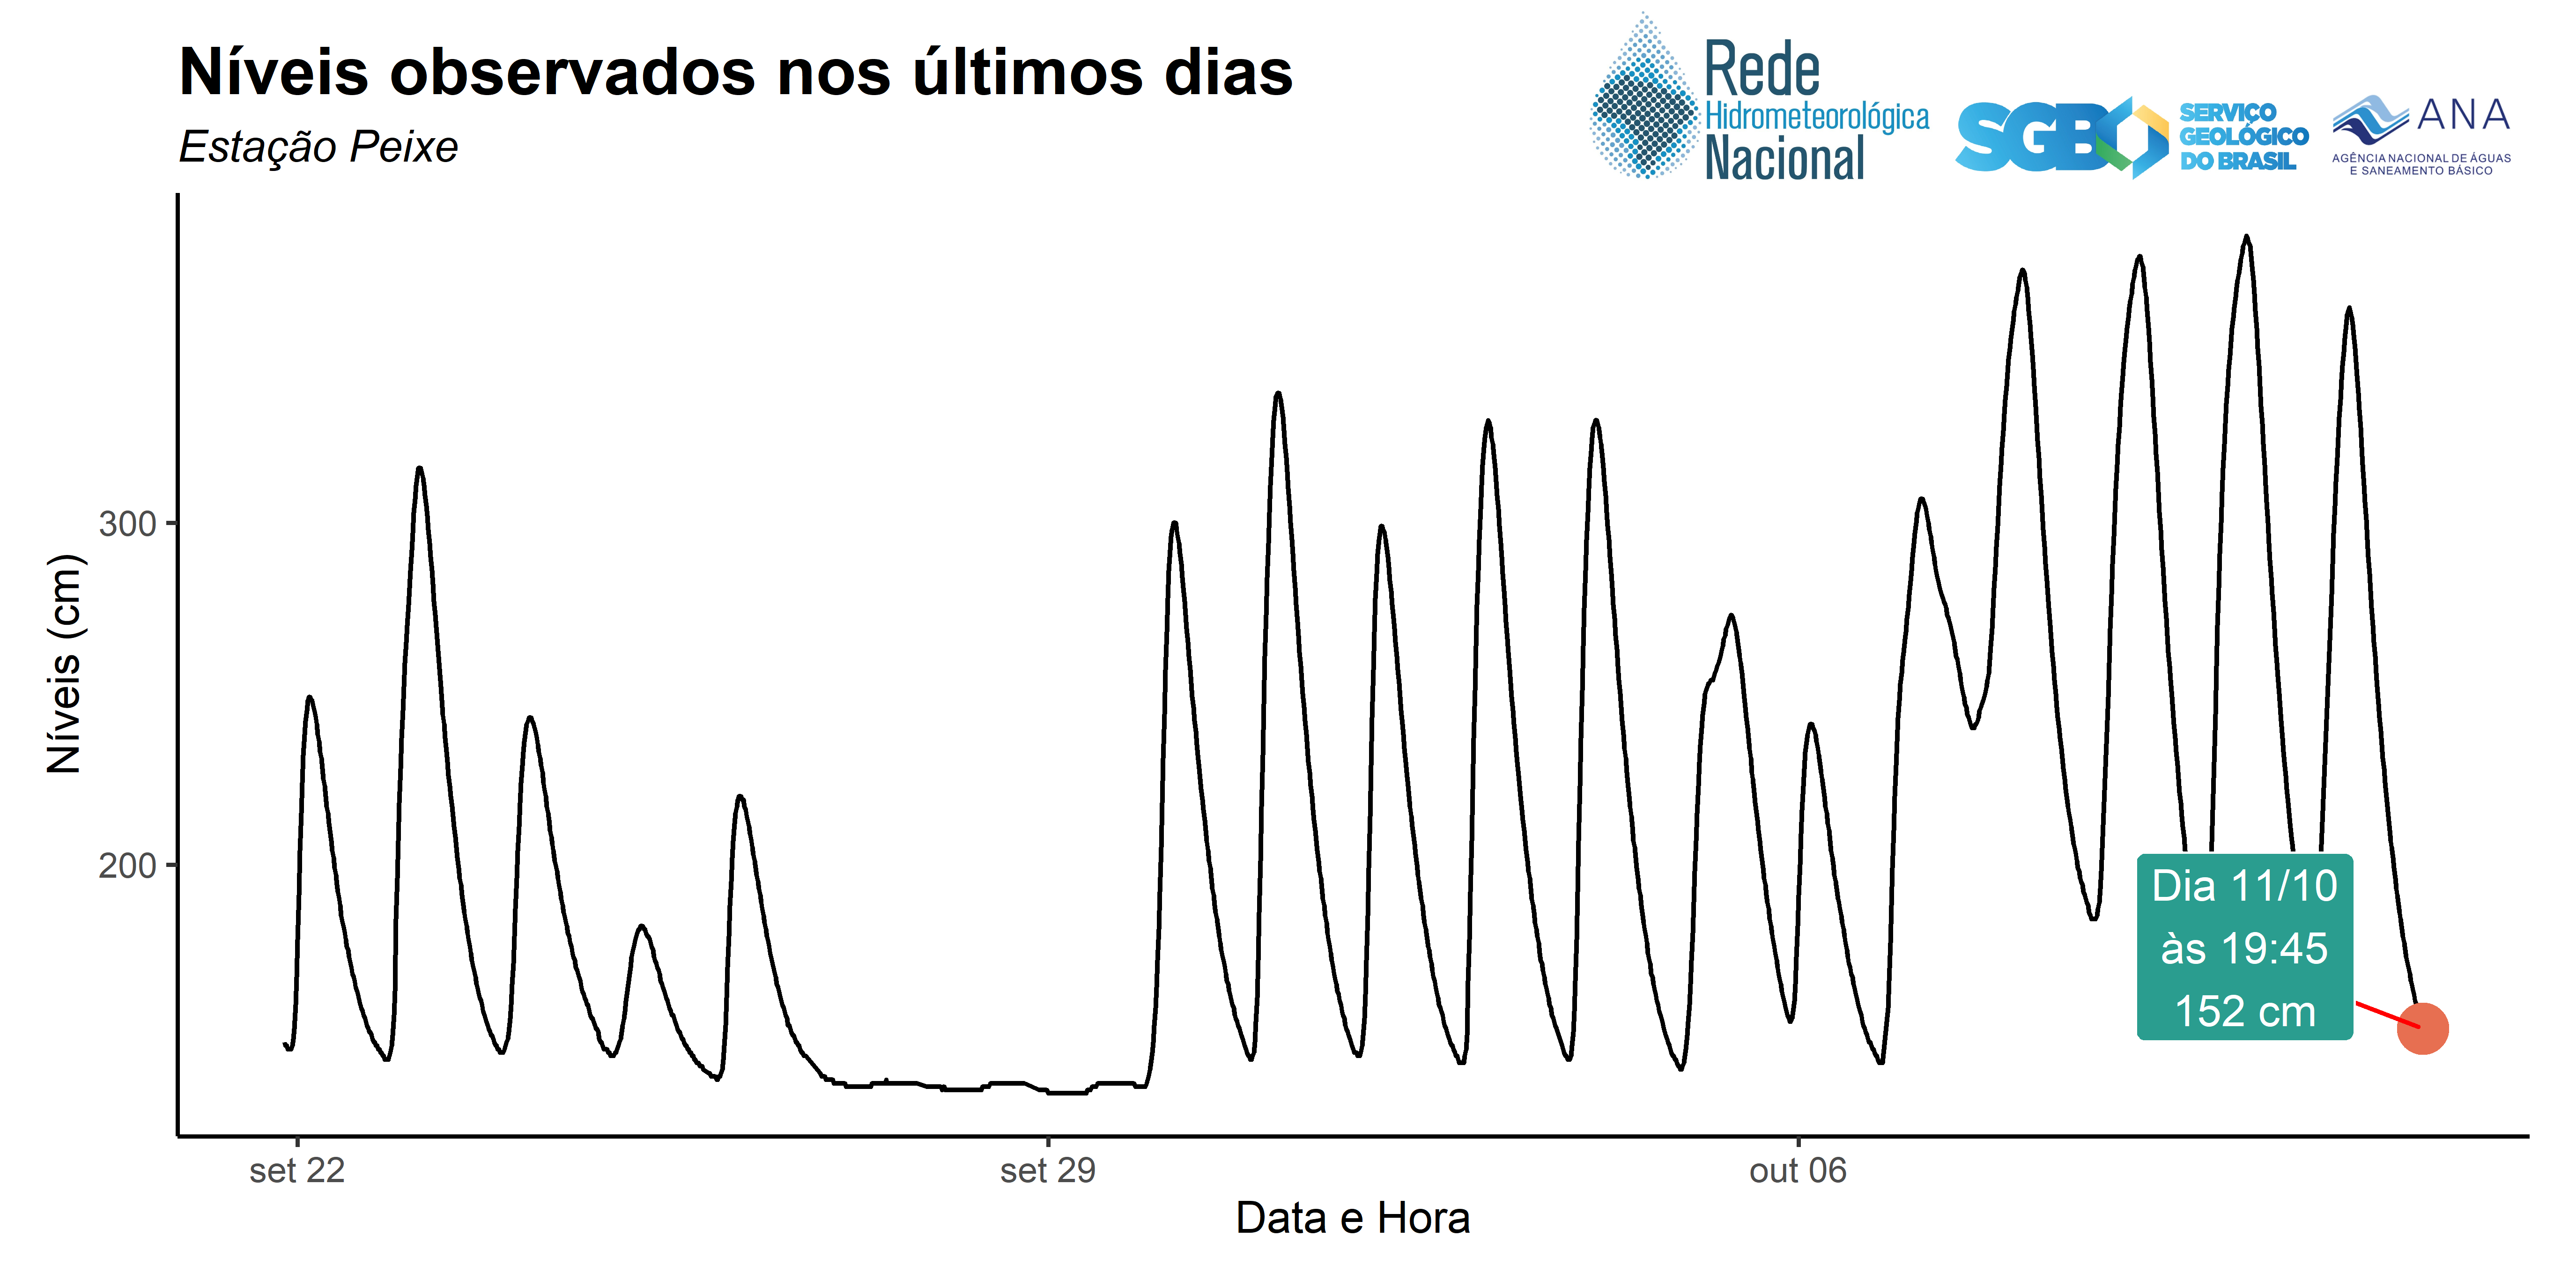 Níveis observados nos últimos dias
Estação Peixe
Rede
Hidrometeorológica
Nacional
SGB
SERVIÇO
GEOLÓGICO
DO BRASIL
ANA
AGÊNCIA NACIONAL DE ÁGUAS
E SANEAMENTO BÁSICO
Níveis (cm)
300
200
Dia 11/10
às 19:45
152 cm
set 22
set 29
out 06
Data e Hora